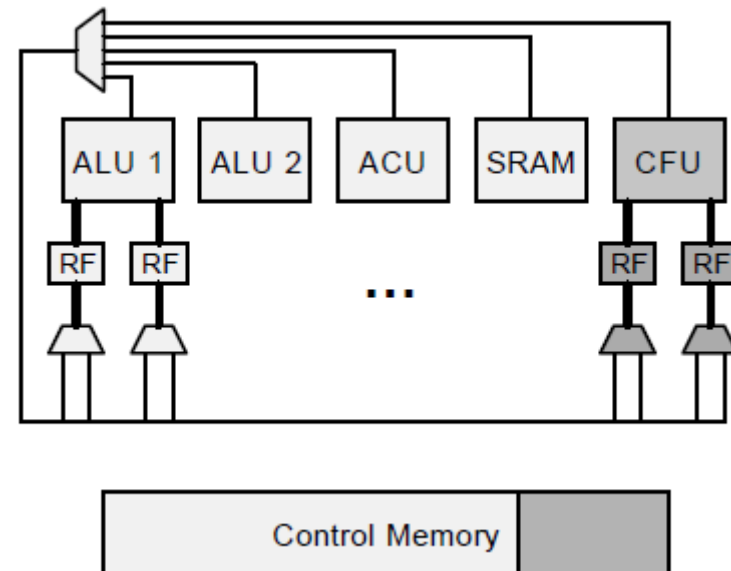 ALU 1 ALU 2 ACU SRAM CFU
RF RF RF RF
...
Control Memory